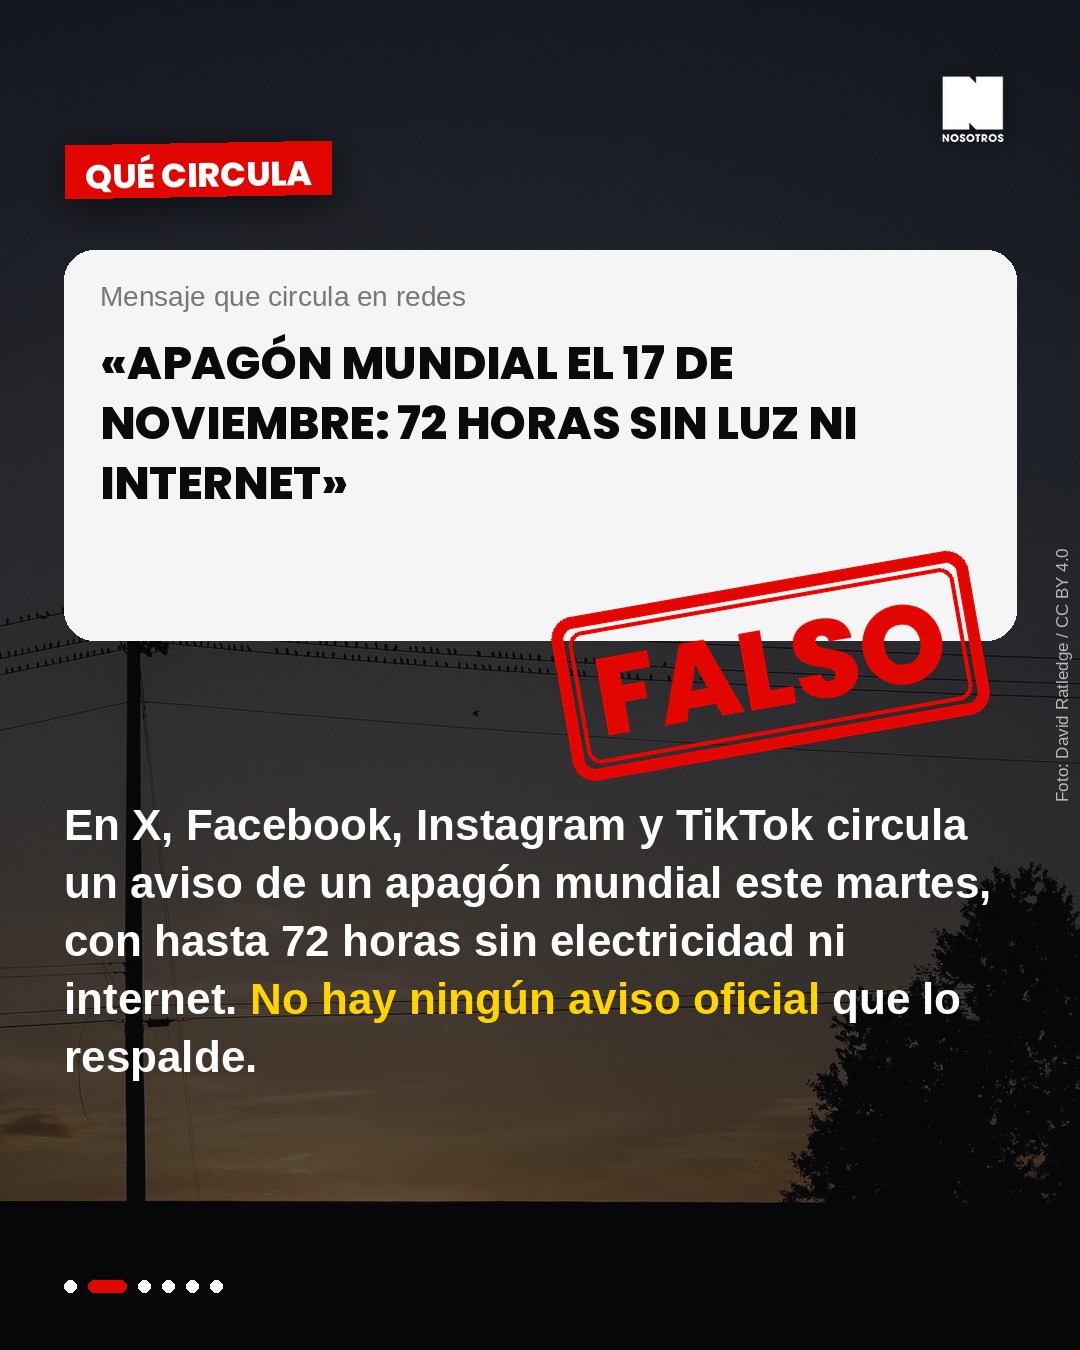 NOSOTROS
QUÉ CIRCULA
Mensaje que circula en redes
«APAGÓN MUNDIAL EL 17 DE
NOVIEMBRE: 72 HORAS SIN LUZ NI
INTERNET»
FALSO
Foto: David Ratledge / CC BY 4.0
En X, Facebook, Instagram y TikTok circula
un aviso de un apagón mundial este martes,
con hasta 72 horas sin electricidad ni
internet. No hay ningún aviso oficial que lo
respalde.